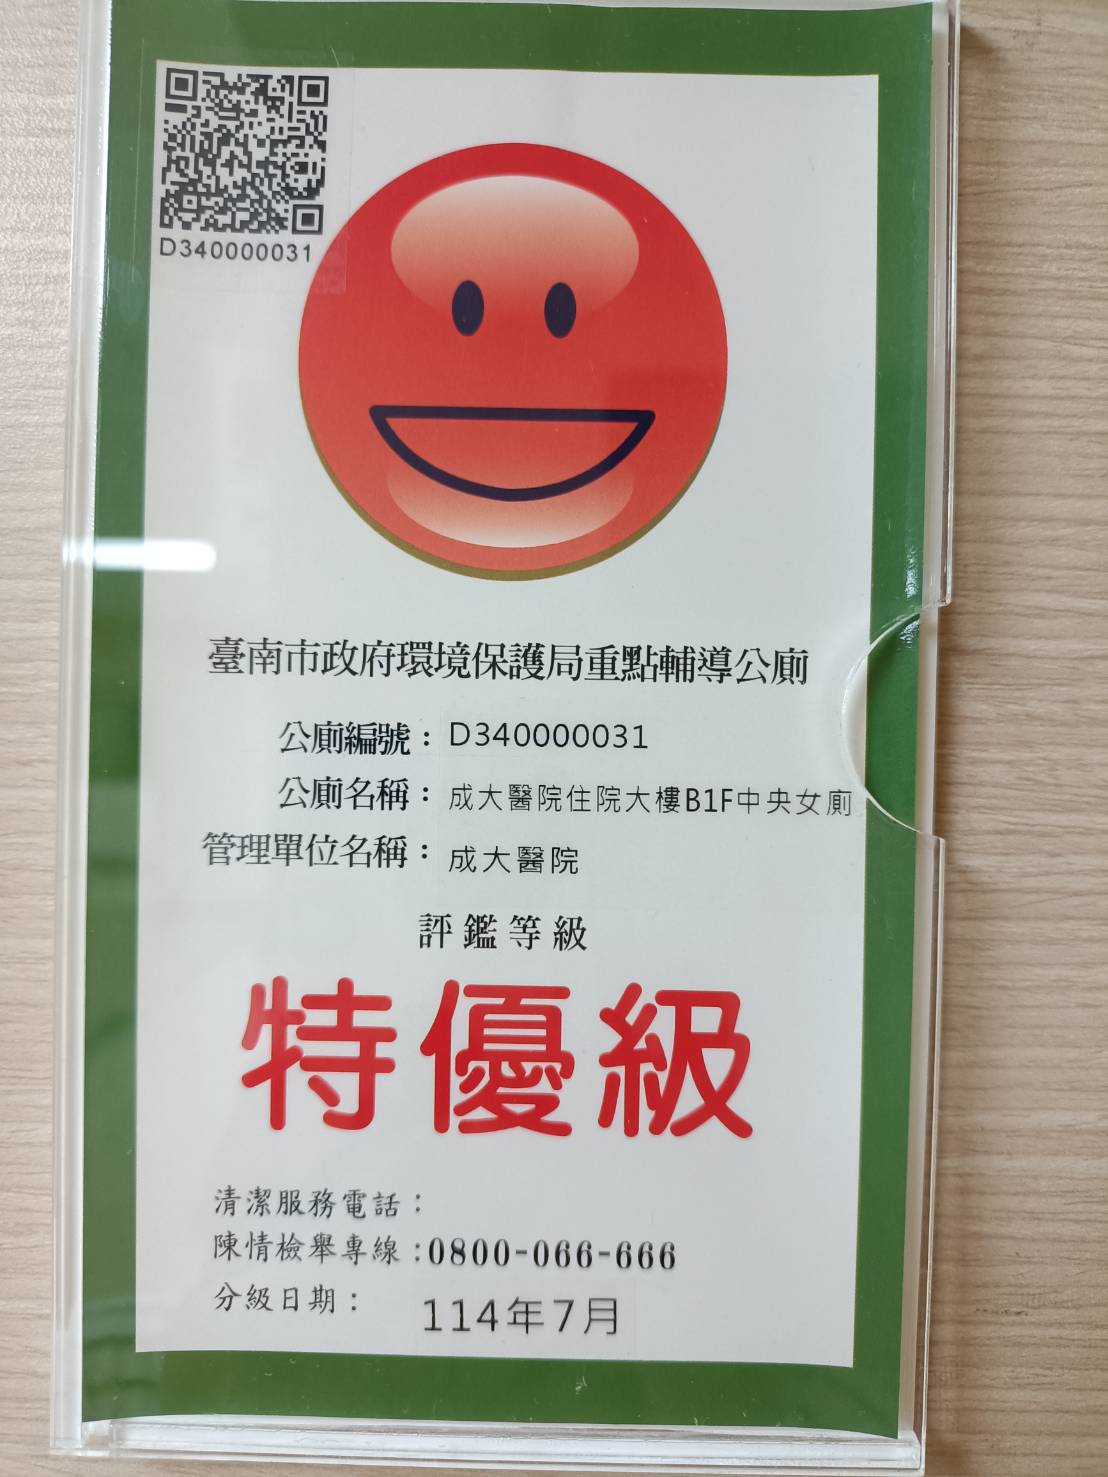 D340000031
臺南市政府環境保護局重點輔導公廁
公廁編號：D340000031
公廁名稱：成大醫院住院大樓B1F中央女廁
管理單位名稱：成大醫院
評鑑等級
特優級
清潔服務電話：
陳情檢舉專線：0800-066-666
分級日期：114年7月